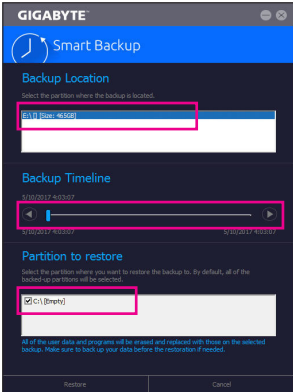 GIGABYTE™
Smart Backup
Backup Location
Select the partition where the backup is located.
E:\ [] [Size: 465GB]
Backup Timeline
5/10/2017 4:03:07
5/10/2017 4:03:07 5/10/2017 4:03:07
Partition to restore
Select the partition where you want to restore the backup to. By default, all of the
backed-up partitions will be selected.
C:\ [Empty]
All of the user data and programs will be erased and replaced with those on the selected
backup. Make sure to back up your data before the restoration if needed.
Restore Cancel